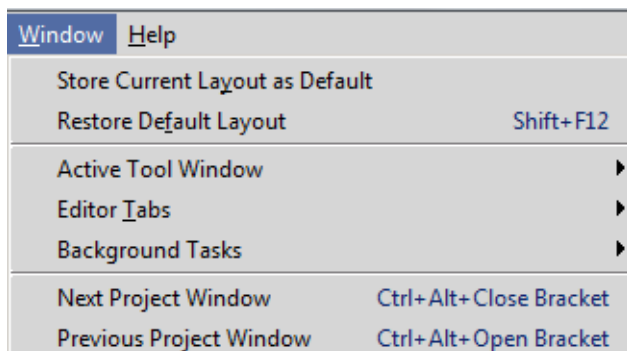 Window Help
Store Current Layout as Default
Restore Default Layout Shift+F12
Active Tool Window
Editor Tabs
Background Tasks
Next Project Window Ctrl+Alt+Close Bracket
Previous Project Window Ctrl+Alt+Open Bracket